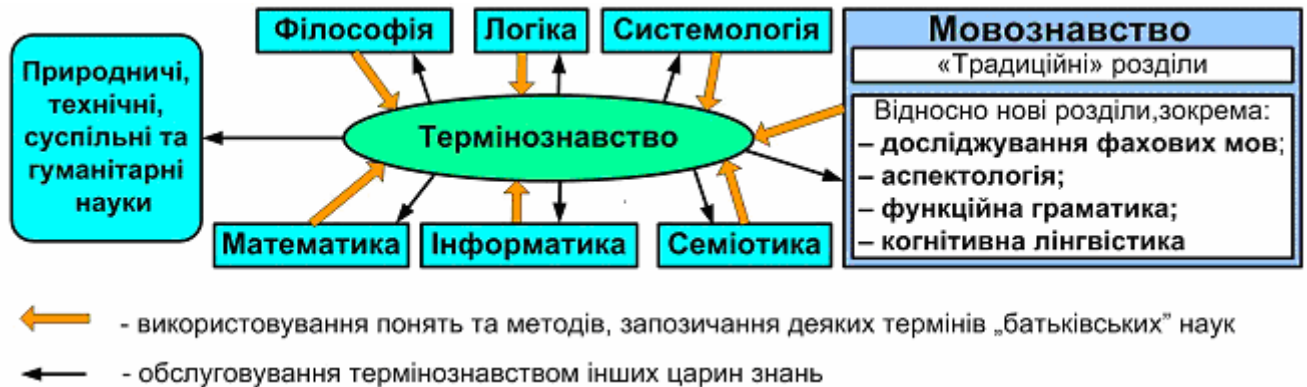 Філософія
Логіка
Системологія
Мовознавство
«Традиційні» розділи
Природничі,
технічні,
суспільні та
гуманітарні
науки
Термінознавство
Відносно нові розділи,зокрема:
– досліджування фахових мов;
– аспектологія;
– функційна граматика;
– когнітивна лінгвістика
Математика
Інформатика
Семіотика
- використовування понять та методів, запозичання деяких термінів „батьківських” наук
- обслуговування термінознавством інших царин знань